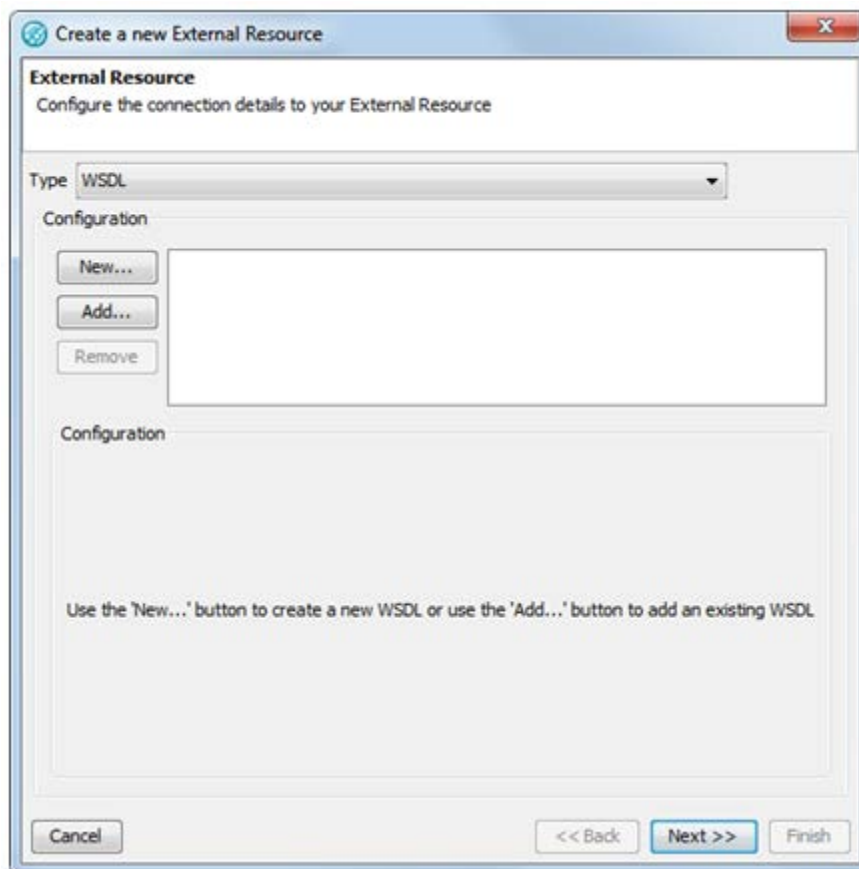 Create a new External Resource
External Resource
Configure the connection details to your External Resource
Type WSDL
Configuration
New...
Add...
Remove
Configuration
Use the 'New...' button to create a new WSDL or use the 'Add...' button to add an existing WSDL
Cancel << Back Next >> Finish